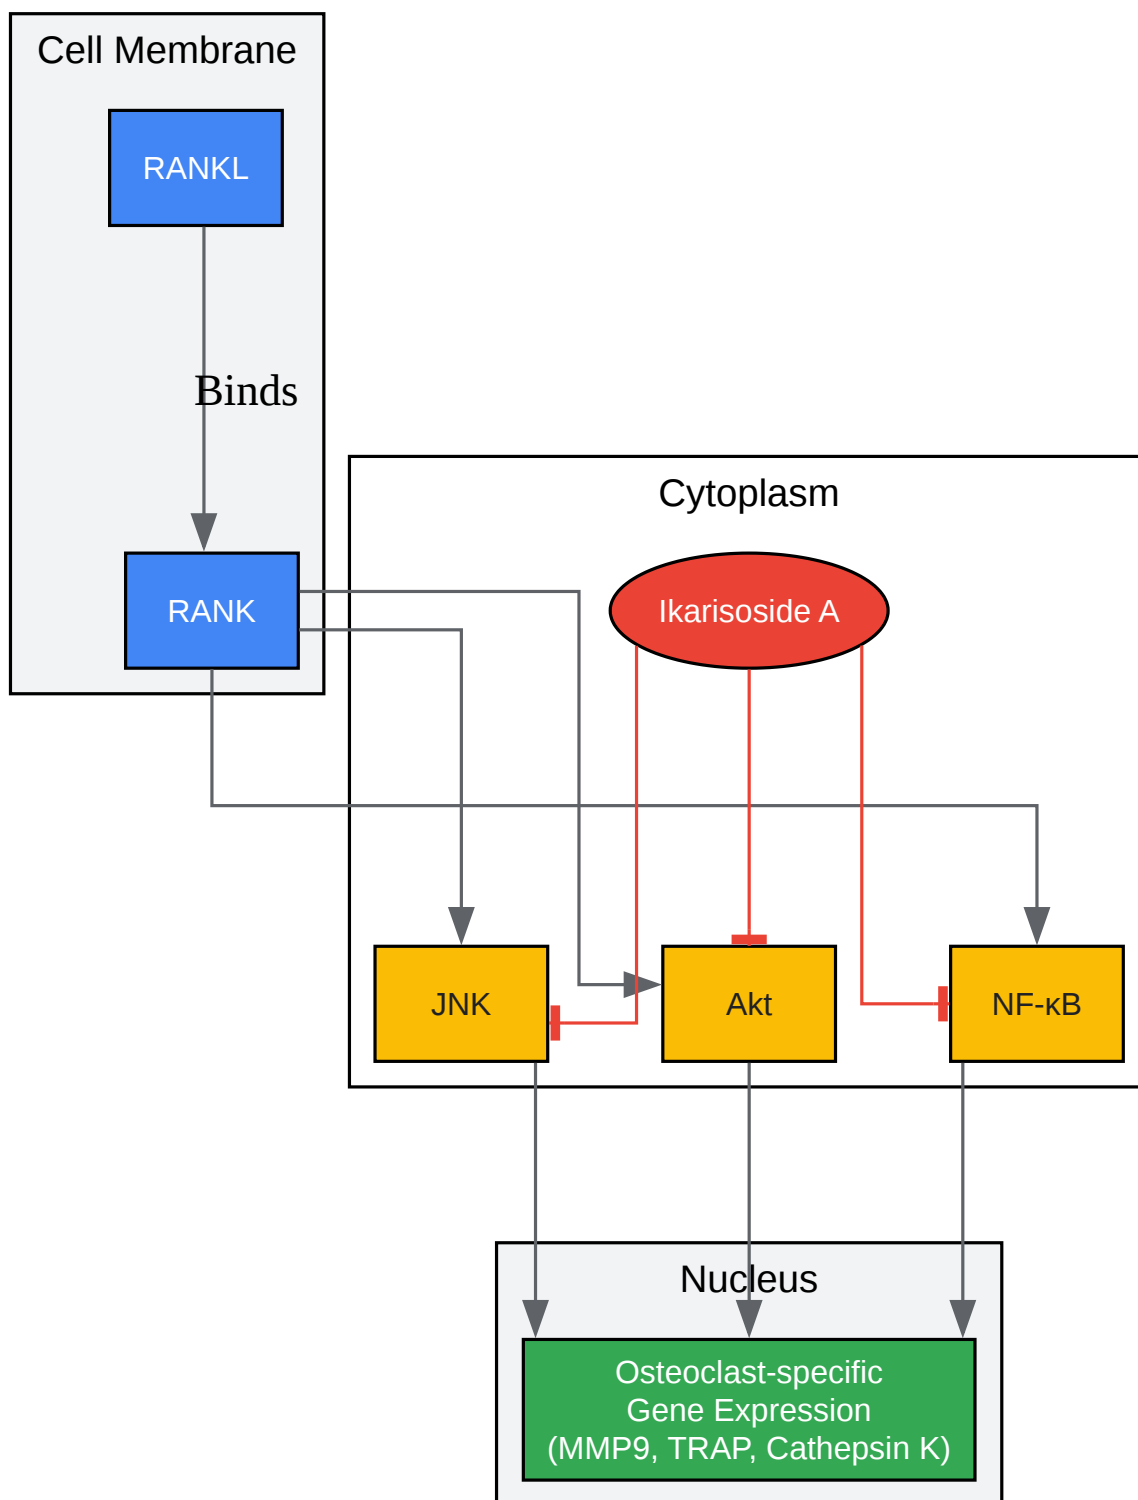 Cell Membrane
RANKL
Binds
RANK
Cytoplasm
Ikarisoside A
JNK
Akt
NF-κB
Nucleus
Osteoclast-specific
Gene Expression
(MMP9, TRAP, Cathepsin K)